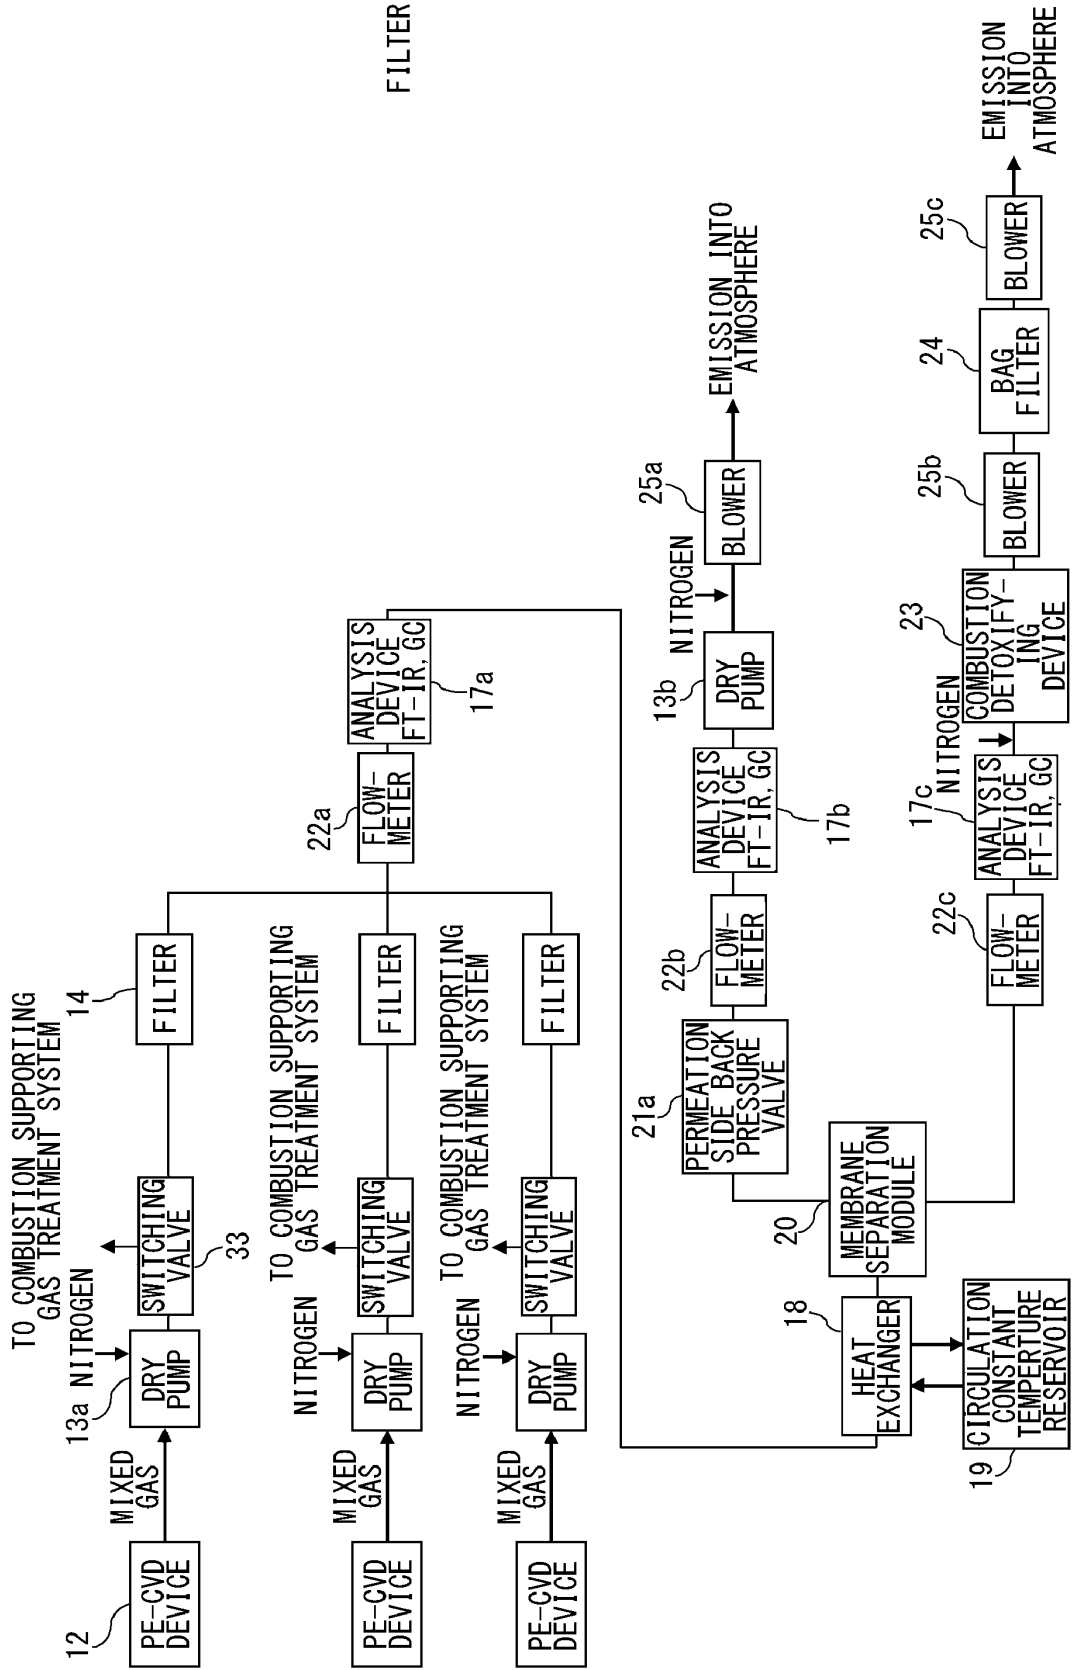 TO COMBUSTION SUPPORTING
GAS TREATMENT SYSTEM
NITROGEN
13a
14
12
PE-CVD
DEVICE
MIXED
GAS
DRY
PUMP
SWITCHING
VALVE
33
FILTER
TO COMBUSTION SUPPORTING
GAS TREATMENT SYSTEM
NITROGEN
PE-CVD
DEVICE
MIXED
GAS
DRY
PUMP
SWITCHING
VALVE
FILTER
22a
FLOW-
METER
ANALYSIS
DEVICE
FT-IR, GC
17a
FILTER
TO COMBUSTION SUPPORTING
GAS TREATMENT SYSTEM
NITROGEN
PE-CVD
DEVICE
MIXED
GAS
DRY
PUMP
SWITCHING
VALVE
FILTER
18
HEAT
EXCHANGER
19
CIRCULATION
CONSTANT
TEMPERTURE
RESERVOIR
20
MEMBRANE
SEPARATION
MODULE
21a
PERMEATION
SIDE BACK
PRESSURE
VALVE
22b
FLOW-
METER
ANALYSIS
DEVICE
FT-IR, GC
17b
13b
DRY
PUMP
NITROGEN
25a
BLOWER
EMISSION INTO
ATMOSPHERE
22c
FLOW-
METER
17c
ANALYSIS
DEVICE
FT-IR, GC
NITROGEN
23
COMBUSTION
DETOXIFY-
ING
DEVICE
25b
BLOWER
24
BAG
FILTER
25c
BLOWER
EMISSION
INTO
ATMOSPHERE